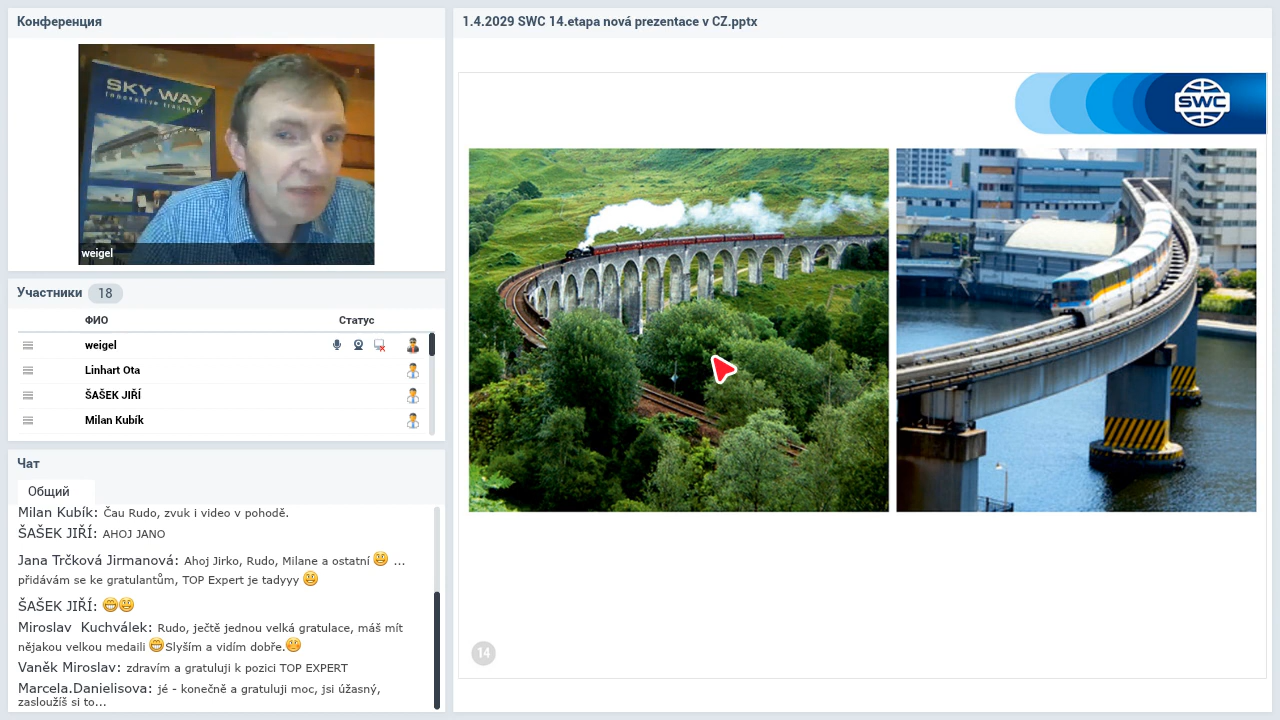 Конференция
SKY WAY
Innovative transport
weigel
Участники 18
ФИО Статус
weigel
Linhart Ota
ŠAŠEK JIŘÍ
Milan Kubík
Чат
Общий
Milan Kubík: Čau Rudo, zvuk i video v pohodě.
ŠAŠEK JIŘÍ: AHOJ JANO
Jana Trčková Jirmanová: Ahoj Jirko, Rudo, Milane a ostatní ...
přidávám se ke gratulantům, TOP Expert je tadyyy
ŠAŠEK JIŘÍ:
Miroslav Kuchválek: Rudo, ječtě jednou velká gratulace, máš mít
nějakou velkou medaili Slyším a vidím dobře.
Vaněk Miroslav: zdravím a gratuluji k pozici TOP EXPERT
Marcela.Danielisova: jé - konečně a gratuluji moc, jsi úžasný,
zasloužíš si to...
1.4.2029 SWC 14.etapa nová prezentace v CZ.pptx
SWC
14